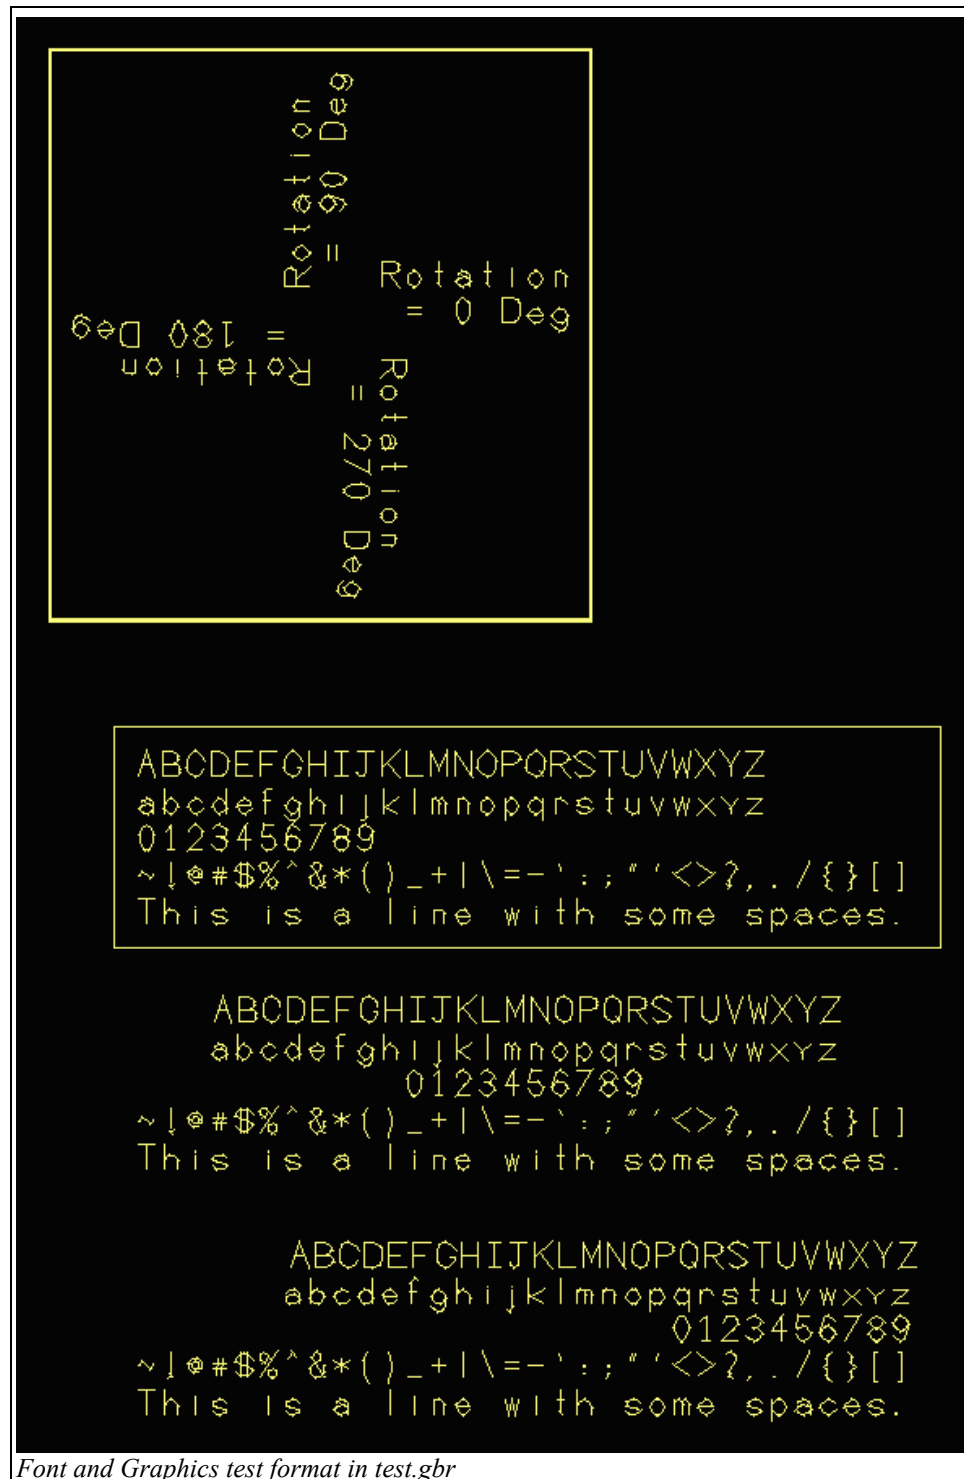 Rotation
= 90 Deg
Rotation
= 0 Deg
Rotation
= 180 Deg
Rotation
= 270 Deg
ABCDEFGHIJKLMNOPQRSTUVWXYZ
abcdefghijklmnopqrstuvwxyz
0123456789
~!@#$%^&*()_+|\=-`:;"'<>?,./{}[]
This is a line with some spaces.
ABCDEFGHIJKLMNOPQRSTUVWXYZ
abcdefghijklmnopqrstuvwxyz
0123456789
~!@#$%^&*()_+|\=-`:;"'<>?,./{}[]
This is a line with some spaces.
ABCDEFGHIJKLMNOPQRSTUVWXYZ
abcdefghijklmnopqrstuvwxyz
0123456789
~!@#$%^&*()_+|\=-`:;"'<>?,./{}[]
This is a line with some spaces.
Font and Graphics test format in test.gbr